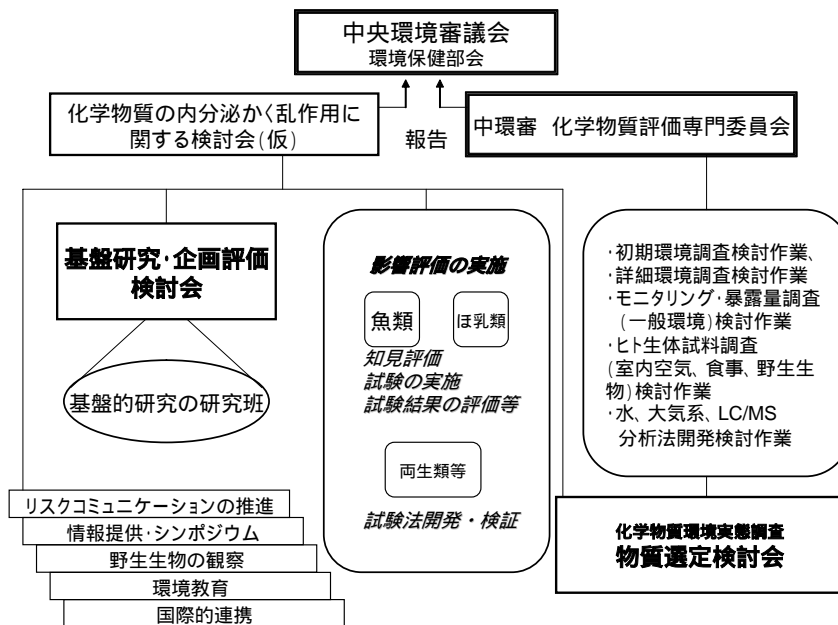 中央環境審議会
環境保健部会
化学物質の内分泌かく乱作用に
関する検討会(仮)
報告
中環審 化学物質評価専門委員会
基盤研究・企画評価
検討会
基盤的研究の研究班
影響評価の実施
魚類
ほ乳類
知見評価
試験の実施
試験結果の評価等
両生類等
試験法開発・検証
・初期環境調査検討作業、
・詳細環境調査検討作業
・モニタリング・暴露量調査
(一般環境)検討作業
・ヒト生体試料調査
(室内空気、食事、野生生
物)検討作業
・水、大気系、LC/MS
分析法開発検討作業
化学物質環境実態調査
物質選定検討会
リスクコミュニケーションの推進
情報提供・シンポジウム
野生生物の観察
環境教育
国際的連携